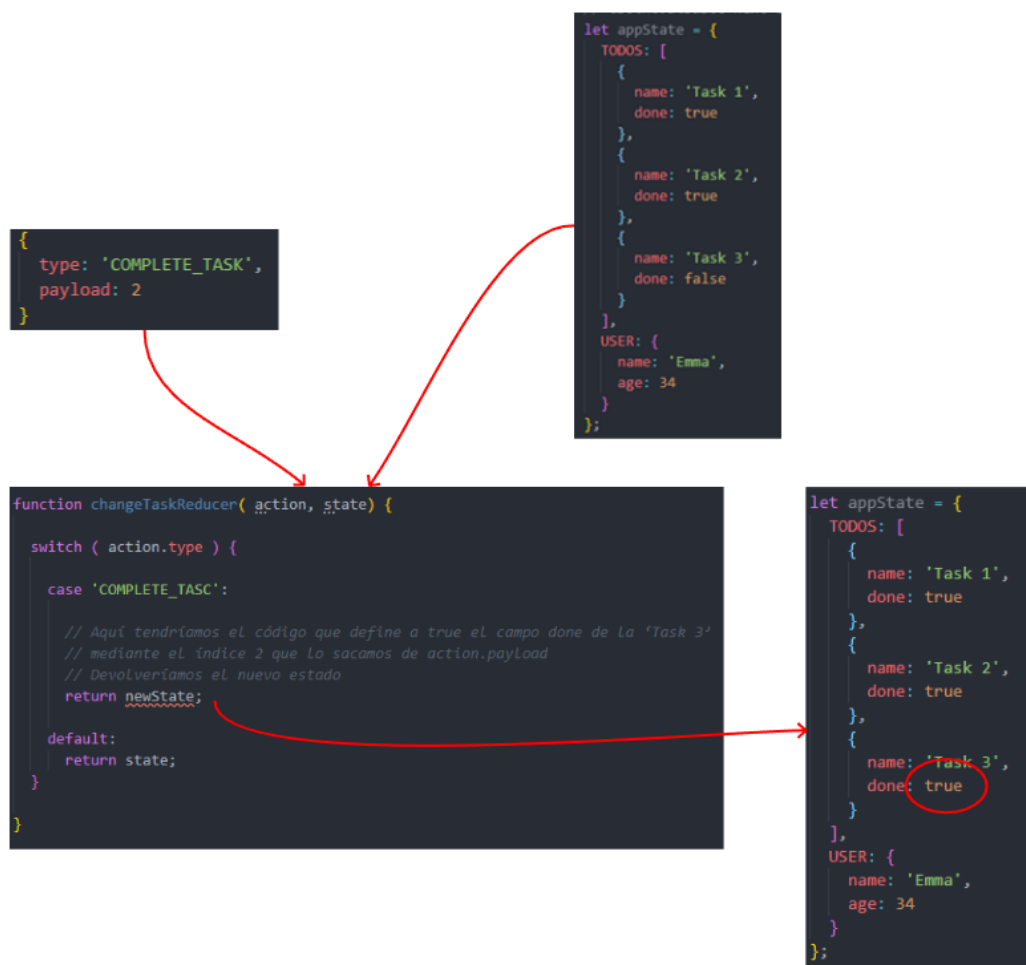 let appState = {
TODOS: [
{
name: 'Task 1',
done: true
},
{
name: 'Task 2',
done: true
},
{
name: 'Task 3',
done: false
}
],
USER: {
name: 'Emma',
age: 34
}
};
{
type: 'COMPLETE_TASK',
payload: 2
}
function changeTaskReducer( action, state) {
switch ( action.type ) {
case 'COMPLETE_TASC':
// Aquí tendríamos el código que define a true el campo done de la ‘Task 3’
// mediante el índice 2 que lo sacamos de action.payload
// Devolveríamos el nuevo estado
return newState;
default:
return state;
}
}
let appState = {
TODOS: [
{
name: 'Task 1',
done: true
},
{
name: 'Task 2',
done: true
},
{
name: 'Task 3',
done: true
}
],
USER: {
name: 'Emma',
age: 34
}
};